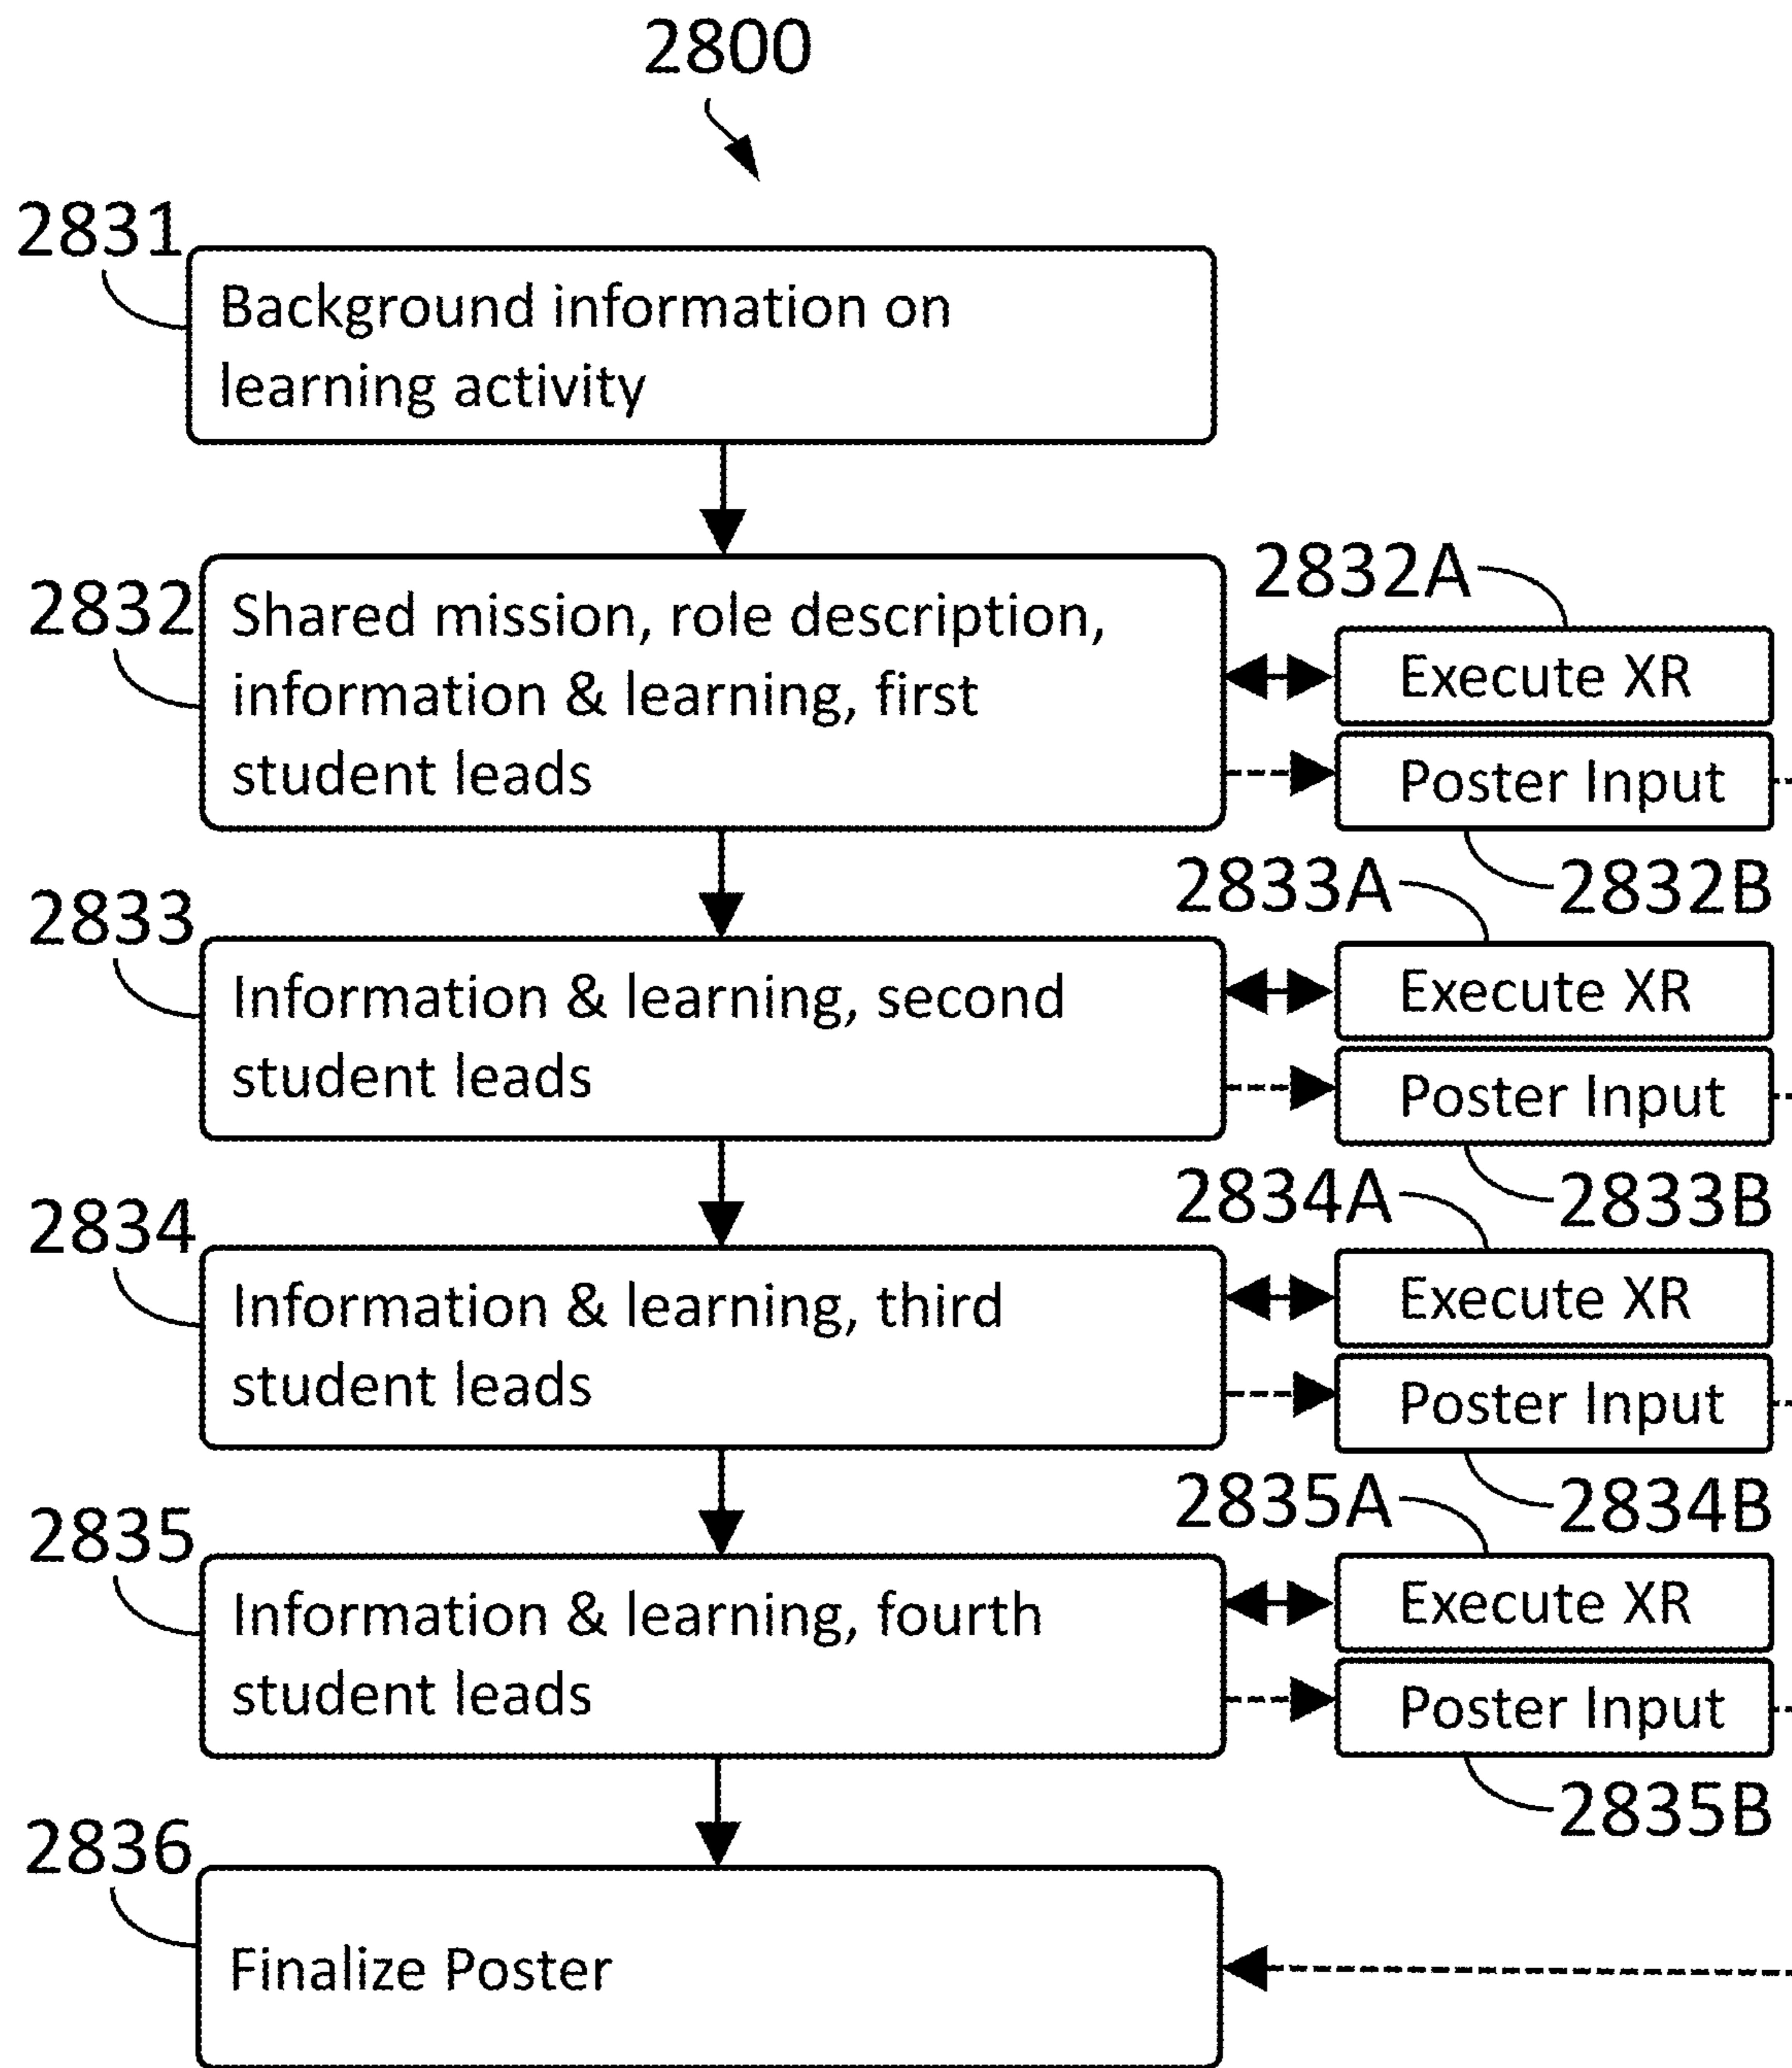 2800
2831
Background information on
learning activity
2832
Shared mission, role description,
information & learning, first
student leads
2832A
Execute XR
Poster Input
2832B
2833
Information & learning, second
student leads
2833A
Execute XR
Poster Input
2833B
2834
Information & learning, third
student leads
2834A
Execute XR
Poster Input
2834B
2835
Information & learning, fourth
student leads
2835A
Execute XR
Poster Input
2835B
2836
Finalize Poster